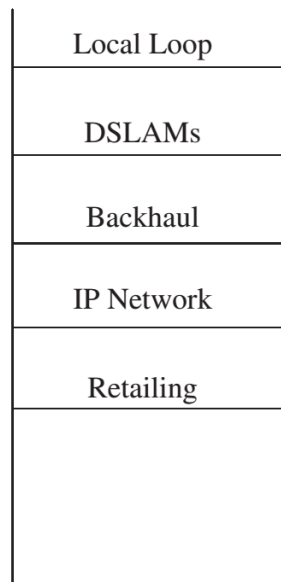 Local Loop
DSLAMs
Backhaul
IP Network
Retailing